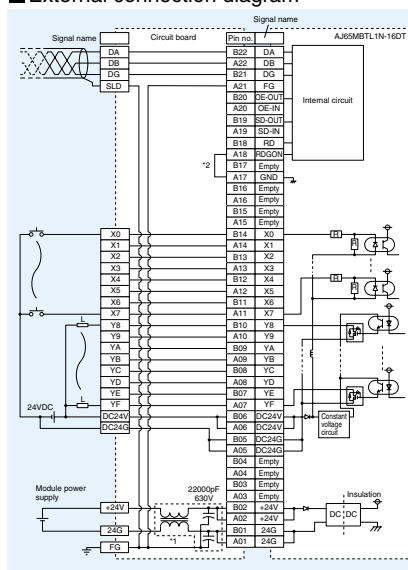 ■External connection diagram
Signal name
Signal name Circuit board Pin no. AJ65MBTL1N-16DT
DA B22 DA
DB A22 DB
DG B21 DG
SLD A21 FG
B20 OE-OUT
A20 OE-IN
B19 SD-OUT
A19 SD-IN
B18 RD
A18 RDGON
B17 Empty
A17 GND
B16 Empty
A16 Empty
B15 Empty
A15 Empty
Internal circuit
*2
X0 B14 X0
X1 A14 X1
X2 B13 X2
X3 A13 X3
X4 B12 X4
X5 A12 X5
X6 B11 X6
X7 A11 X7
Y8 B10 Y8
Y9 A10 Y9
YA B09 YA
YB A09 YB
YC B08 YC
YD A08 YD
YE B07 YE
YF A07 YF
DC24V B06 DC24V
DC24G A06 DC24V
B05 DC24G
A05 DC24G
B04 Empty
A04 Empty
B03 Empty
A03 Empty
+24V B02 +24V
A02 +24V
24G B01 24G
FG A01 24G
L
L
24VDC
R
R
R
R
Constant
voltage
circuit
Module power
supply
22000pF
630V
*1
Insulation
DC DC